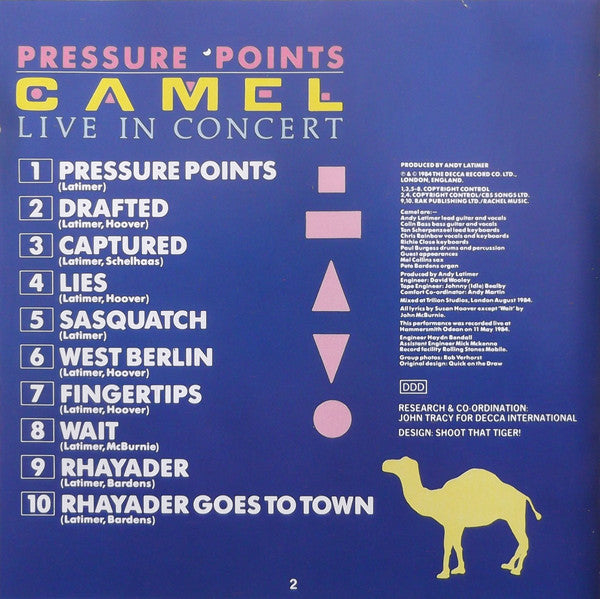 PRESSURE POINTS
CAMEL
LIVE IN CONCERT
1 PRESSURE POINTS
(Latimer)
2 DRAFTED
(Latimer, Hoover)
3 CAPTURED
(Latimer, Schelhaas)
4 LIES
(Latimer, Hoover)
5 SASQUATCH
(Latimer)
6 WEST BERLIN
(Latimer, Hoover)
7 FINGERTIPS
(Latimer, Hoover)
8 WAIT
(Latimer, McBurnie)
9 RHAYADER
(Latimer, Bardens)
10 RHAYADER GOES TO TOWN
(Latimer, Bardens)
PRODUCED BY ANDY LATIMER
℗ & © 1984 THE DECCA RECORD CO. LTD.,
LONDON, ENGLAND.
1,3,5-8. COPYRIGHT CONTROL
2,4. COPYRIGHT CONTROL/CBS SONGS LTD.
9,10. RAK PUBLISHING LTD./RACHEL MUSIC.
Camel are:—
Andy Latimer lead guitar and vocals
Colin Bass bass guitar and vocals
Ton Scherpenzeel lead keyboards
Chris Rainbow vocals and keyboards
Richie Close keyboards
Paul Burgess drums and percussion
Guest appearances
Mel Collins sax
Pete Bardens organ
Produced by Andy Latimer
Engineer: David Wooley
Tape Engineer: Johnny (Idle) Bealby
Comfort Co-ordinator: Andy Martin
Mixed at Trilion Studios, London August 1984.
All lyrics by Susan Hoover except "Wait" by
John McBurnie.
This performance was recorded live at
Hammersmith Odeon on 11 May 1984.
Engineer Haydn Bendall
Assistant Engineer Mick Mckenna
Record facility Rolling Stones Mobile.
Group photos: Rob Verhorst
Original design: Quick on the Draw
DDD
RESEARCH & CO-ORDINATION:
JOHN TRACY FOR DECCA INTERNATIONAL
DESIGN: SHOOT THAT TIGER!
2